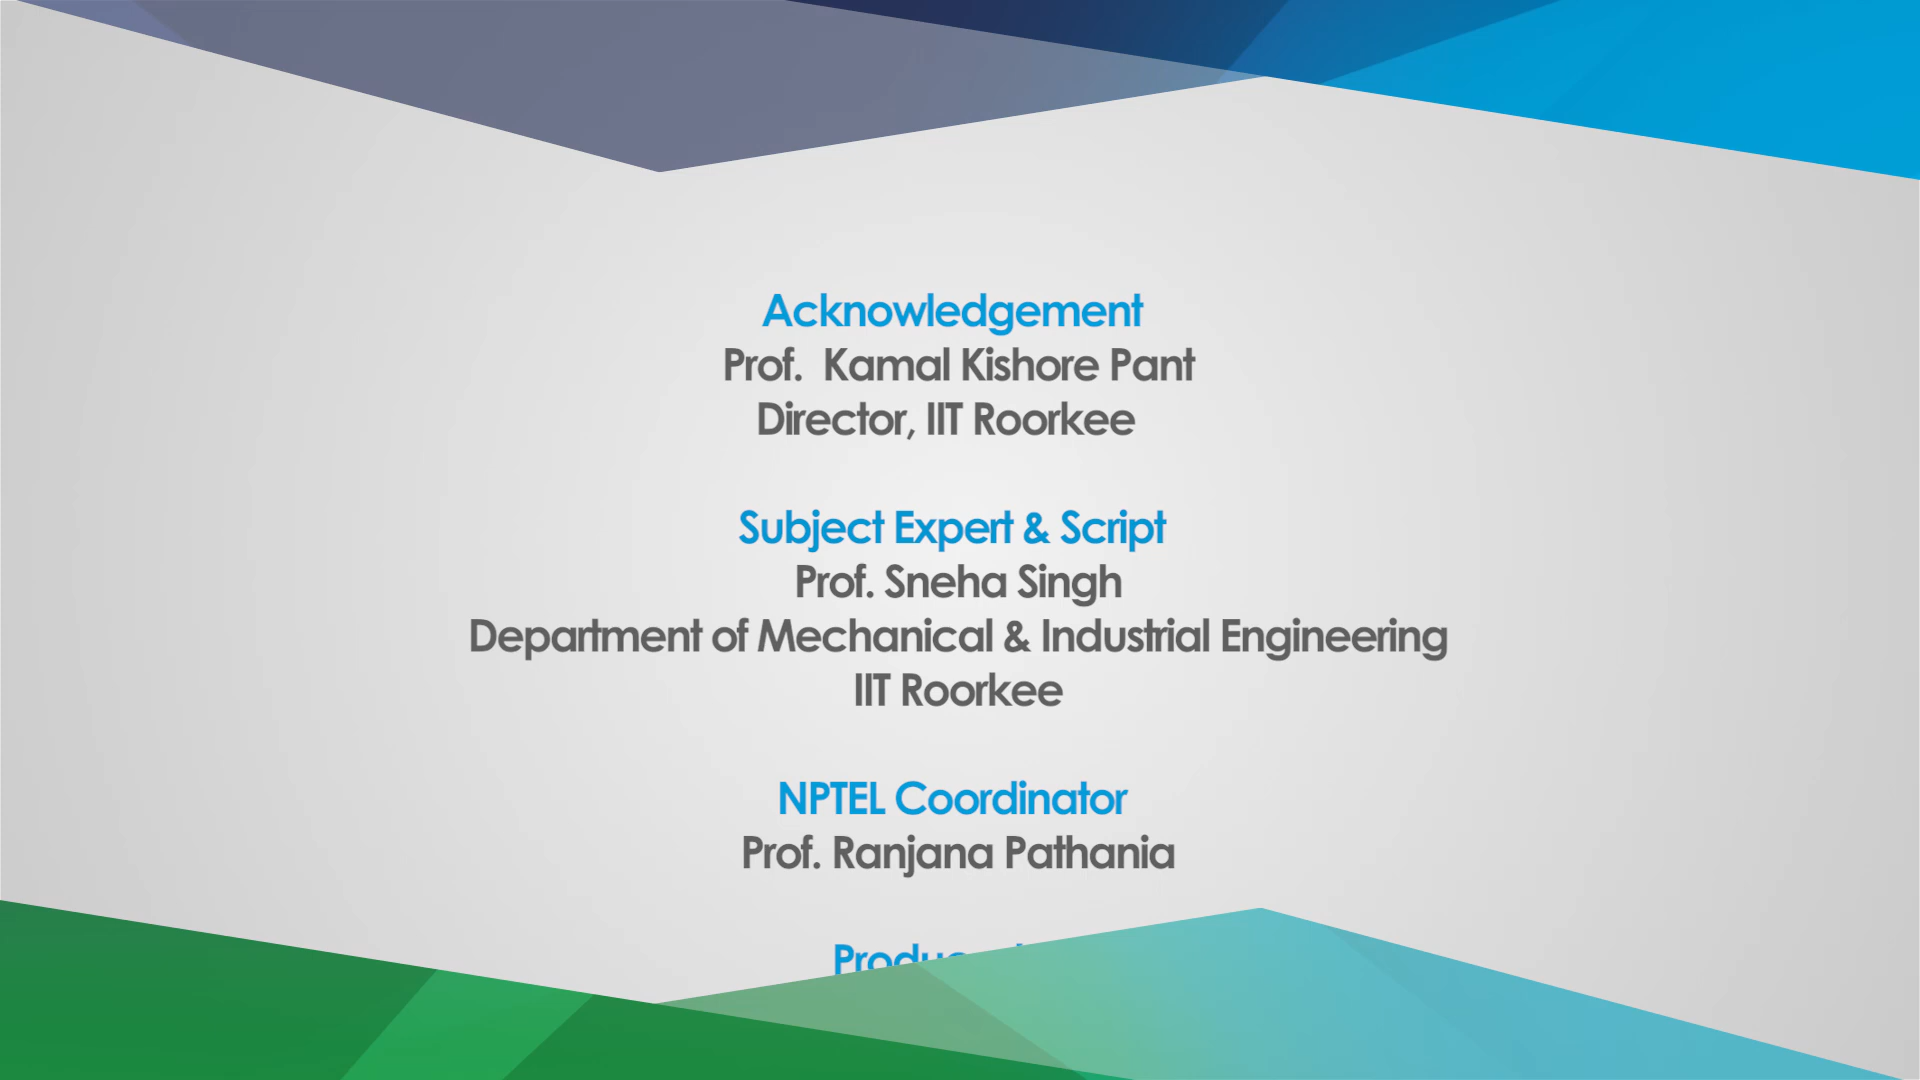 Acknowledgement
Prof. Kamal Kishore Pant
Director, IIT Roorkee
Subject Expert & Script
Prof. Sneha Singh
Department of Mechanical & Industrial Engineering
IIT Roorkee
NPTEL Coordinator
Prof. Ranjana Pathania